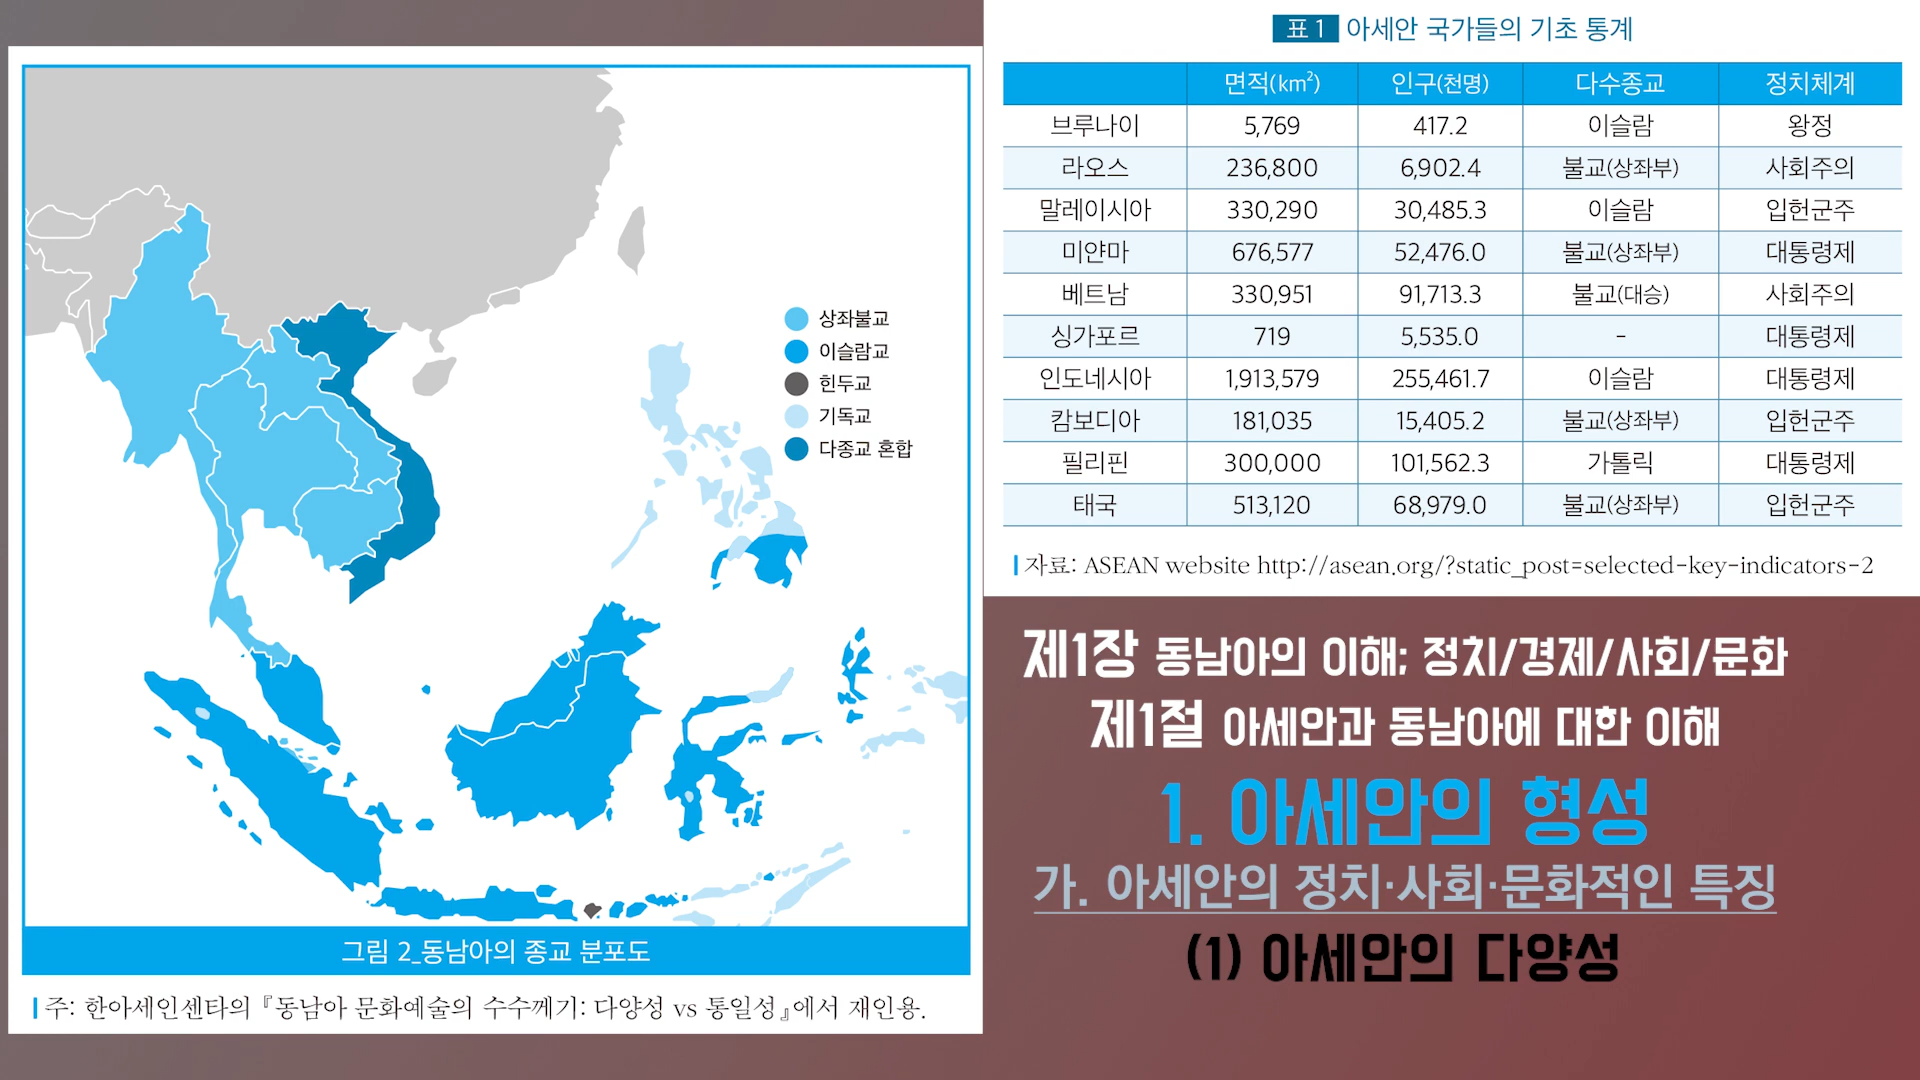 상좌불교
이슬람교
힌두교
기독교
다종교 혼합
그림 2_동남아의 종교 분포도
주: 한아세인센타의 『동남아 문화예술의 수수께기: 다양성 vs 통일성』에서 재인용.
표 1 아세안 국가들의 기초 통계
면적(km²) 인구(천명) 다수종교 정치체계
브루나이 5,769 417.2 이슬람 왕정
라오스 236,800 6,902.4 불교(상좌부) 사회주의
말레이시아 330,290 30,485.3 이슬람 입헌군주
미얀마 676,577 52,476.0 불교(상좌부) 대통령제
베트남 330,951 91,713.3 불교(대승) 사회주의
싱가포르 719 5,535.0 - 대통령제
인도네시아 1,913,579 255,461.7 이슬람 대통령제
캄보디아 181,035 15,405.2 불교(상좌부) 입헌군주
필리핀 300,000 101,562.3 가톨릭 대통령제
태국 513,120 68,979.0 불교(상좌부) 입헌군주
자료: ASEAN website http://asean.org/?static_post=selected-key-indicators-2
제1장 동남아의 이해; 정치/경제/사회/문화
제1절 아세안과 동남아에 대한 이해
1. 아세안의 형성
가. 아세안의 정치·사회·문화적인 특징
(1) 아세안의 다양성